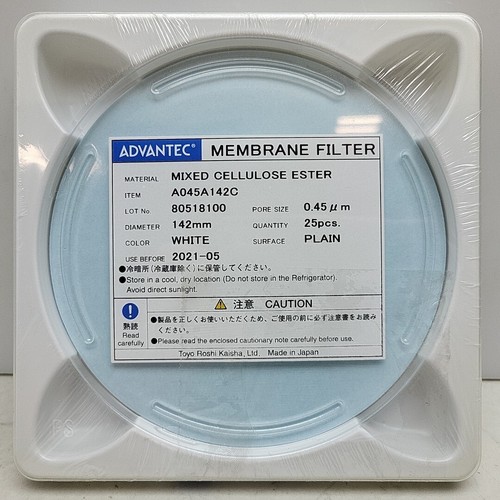 ADVANTEC® MEMBRANE FILTER
MATERIAL MIXED CELLULOSE ESTER
ITEM A045A142C
LOT No. 80518100 PORE SIZE 0.45μm
DIAMETER 142mm QUANTITY 25pcs.
COLOR WHITE SURFACE PLAIN
USE BEFORE 2021-05
●冷暗所(冷蔵庫除く)に保管してください。
●Store in a cool, dry location (Do not store in the Refrigerator).
Avoid direct sunlight.
⚠ 注意 CAUTION
熟読
Read
carefully
●製品を正しくお使いいただくため、ご使用の前に必ず注意書をお読み
ください。
●Please read the enclosed cautionary note carefully before use.
Toyo Roshi Kaisha, Ltd. Made in Japan